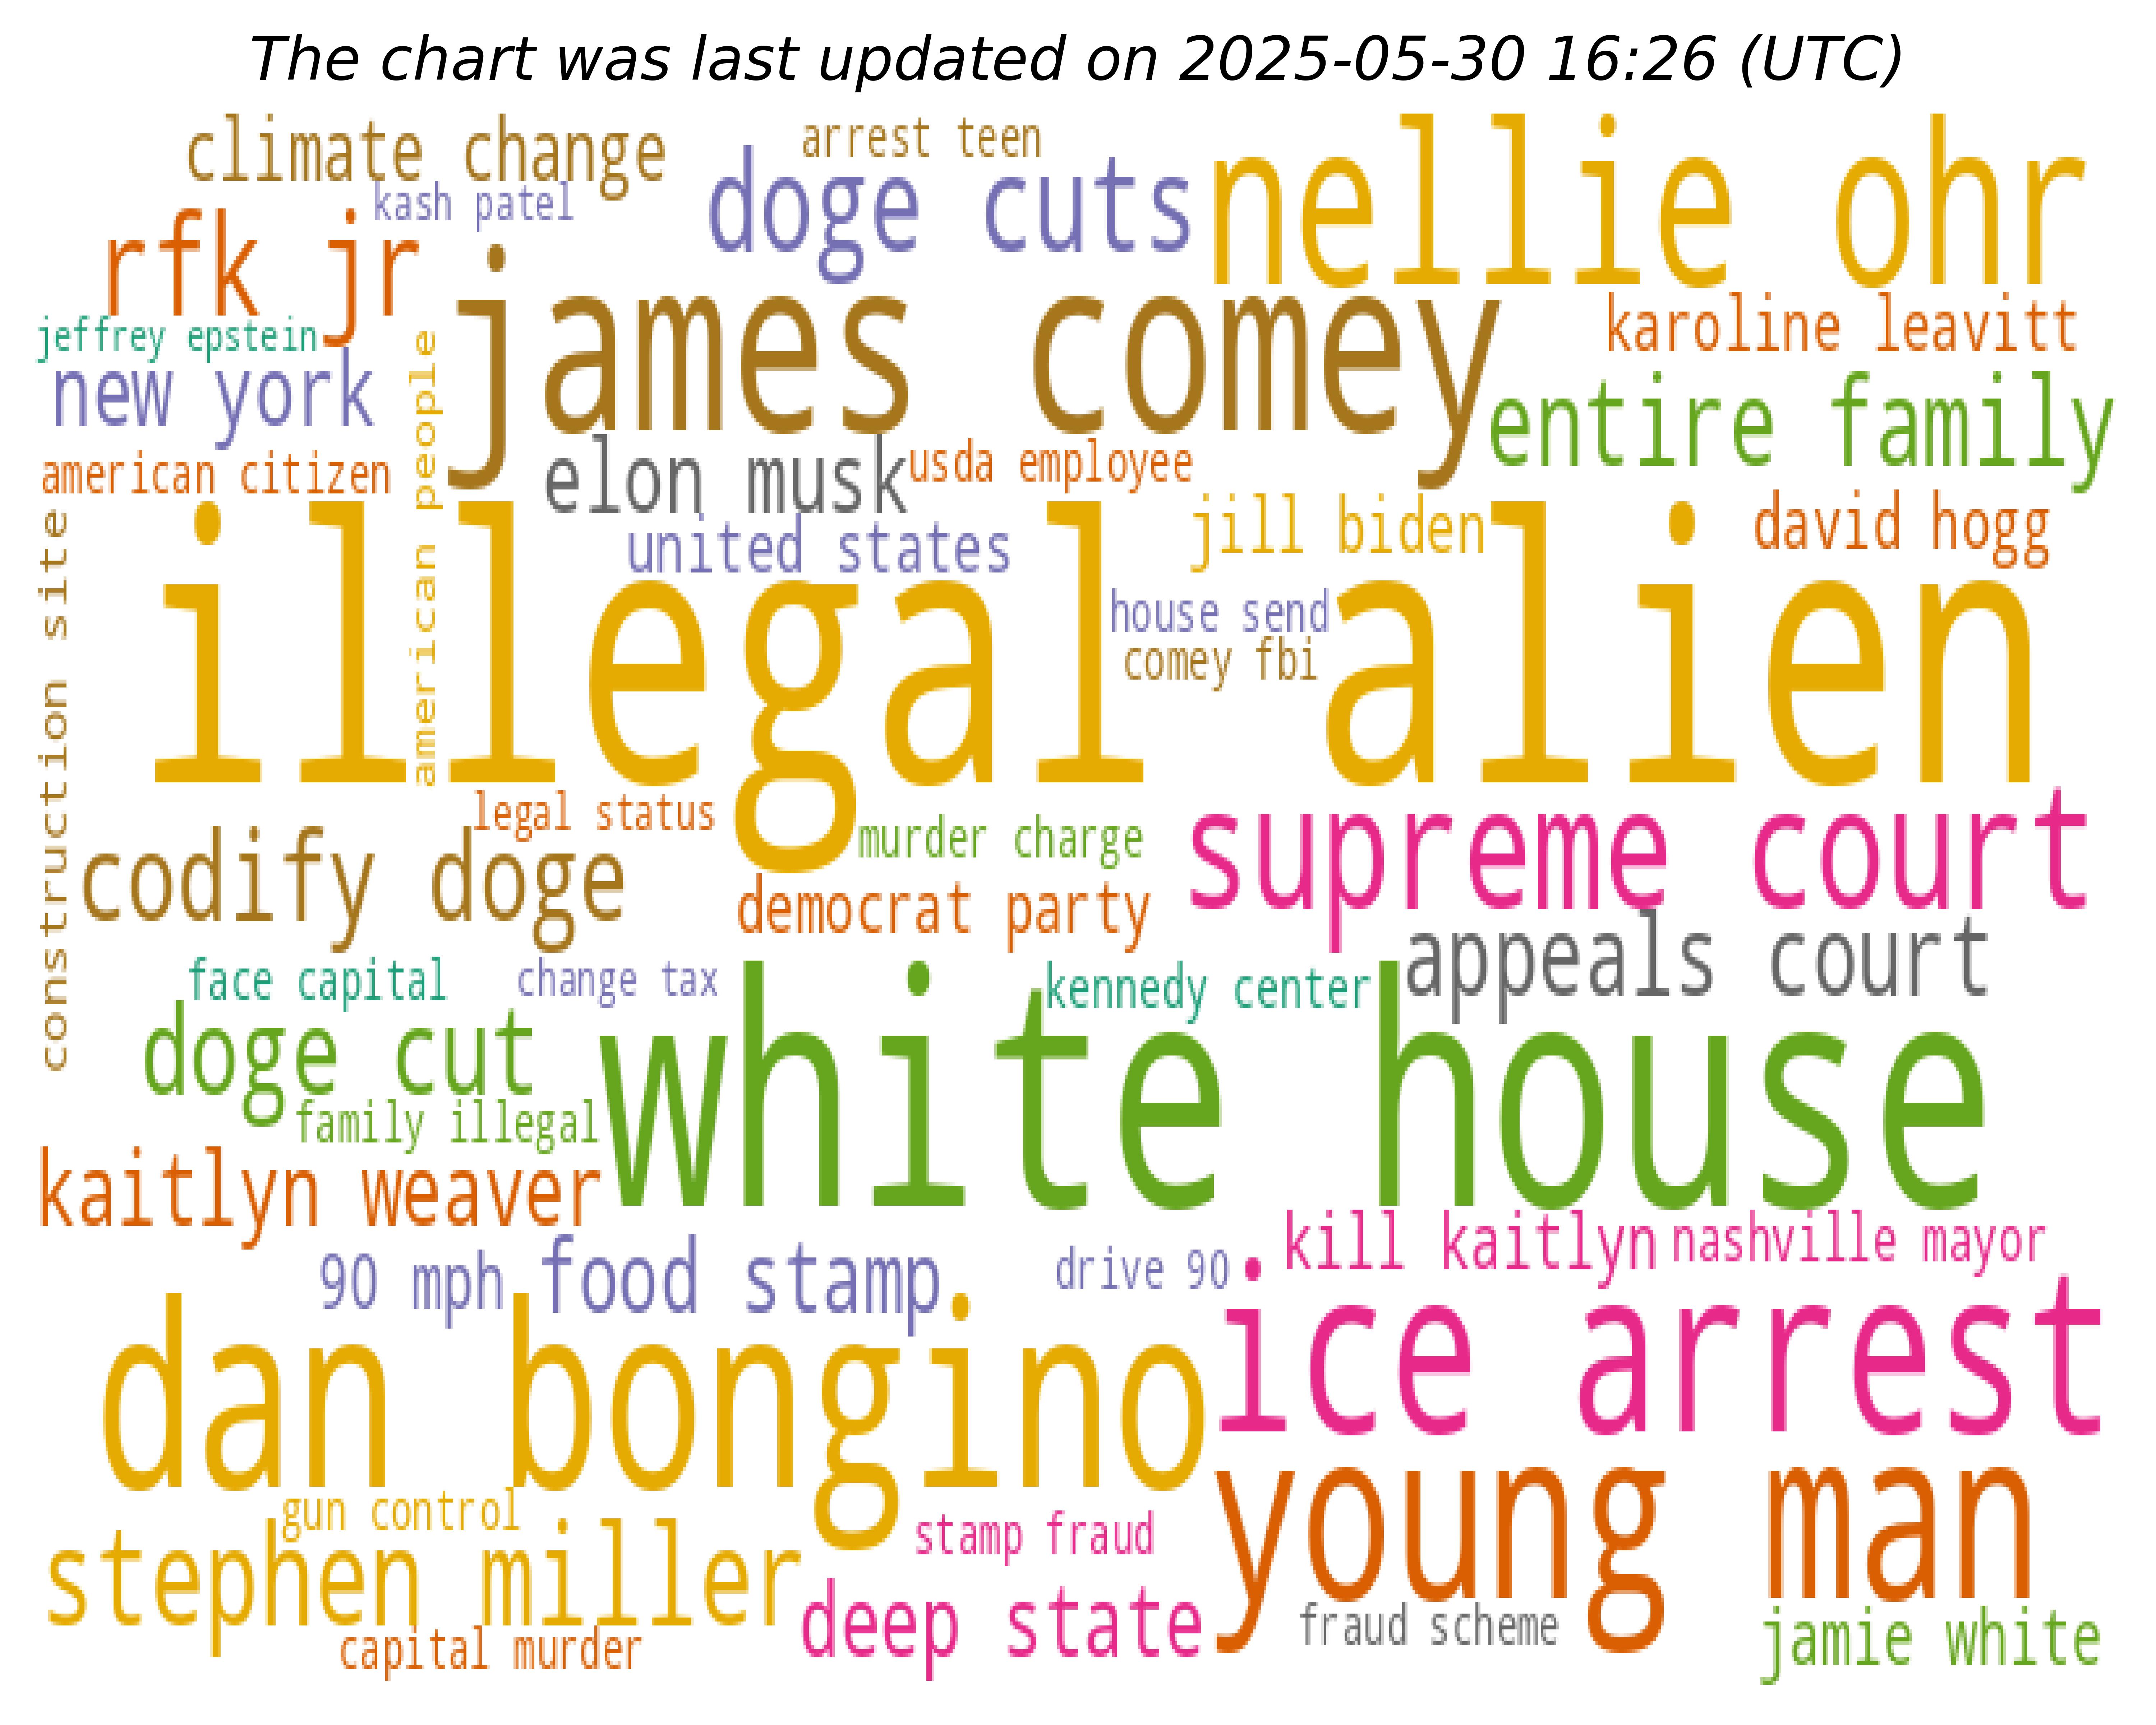 The chart was last updated on 2025-05-30 16:26 (UTC)
climate change
arrest teen
nellie ohr
kash patel
doge cuts
rfk jr
james comey
karoline leavitt
jeffrey epstein
new york
american people
entire family
american citizen
elon musk
usda employee
construction site
illegal alien
united states
jill biden
david hogg
house send
comey fbi
legal status
murder charge
supreme court
codify doge
democrat party
appeals court
face capital
change tax
kennedy center
doge cut
white house
family illegal
kaitlyn weaver
kill kaitlyn
nashville mayor
90 mph
food stamp
drive 90
dan bongino
ice arrest
gun control
young man
stephen miller
stamp fraud
deep state
fraud scheme
jamie white
capital murder